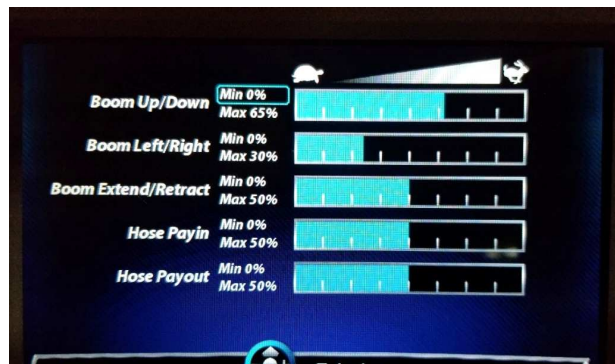 Boom Up/Down Min 0%
Max 65%
Boom Left/Right Min 0%
Max 30%
Boom Extend/Retract Min 0%
Max 50%
Hose Payin Min 0%
Max 50%
Hose Payout Min 0%
Max 50%